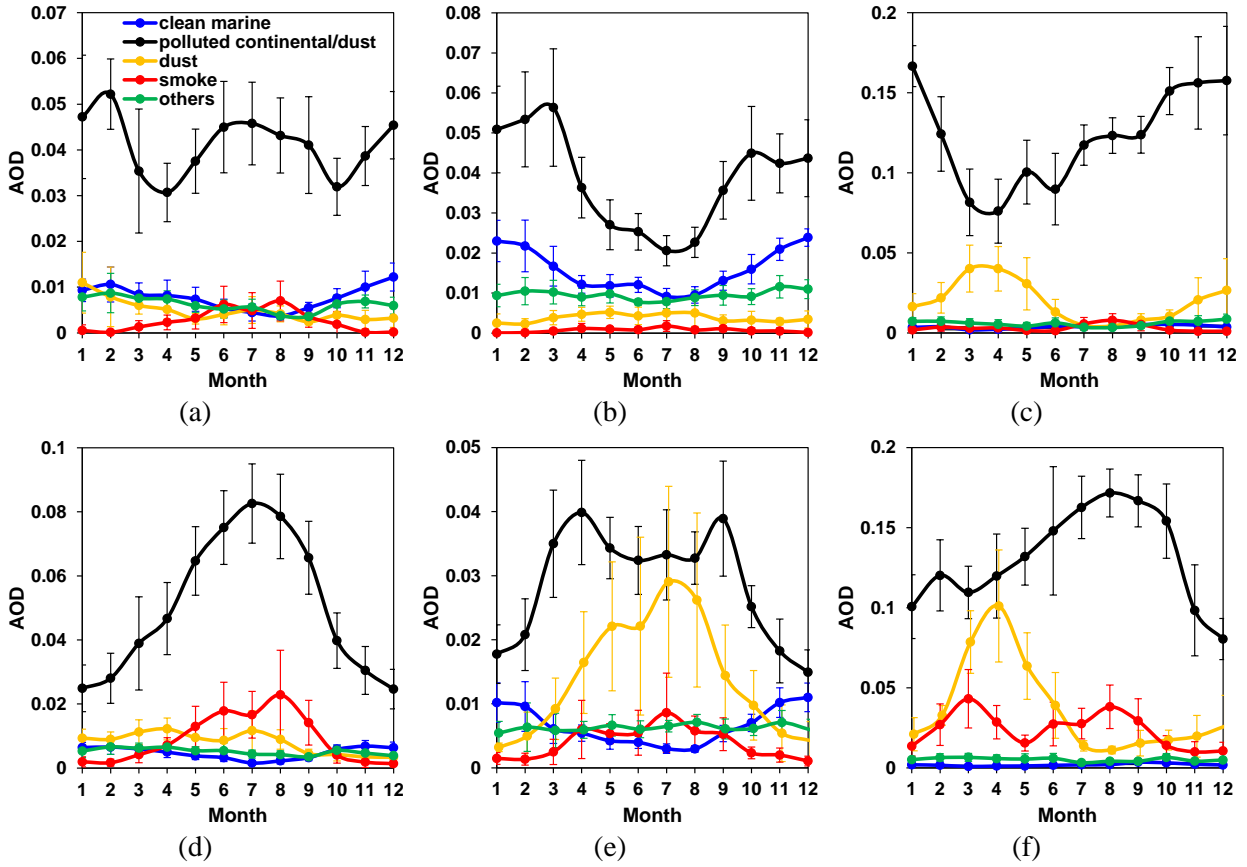 0.07
0.06
0.05
0.04
0.03
0.02
0.01
0
AOD
clean marine
polluted continental/dust
dust
smoke
others
1 2 3 4 5 6 7 8 9 10 11 12
Month
(a)
0.08
0.07
0.06
0.05
0.04
0.03
0.02
0.01
0
AOD
1 2 3 4 5 6 7 8 9 10 11 12
Month
(b)
0.2
0.15
0.1
0.05
0
AOD
1 2 3 4 5 6 7 8 9 10 11 12
Month
(c)
0.1
0.08
0.06
0.04
0.02
0
AOD
1 2 3 4 5 6 7 8 9 10 11 12
Month
(d)
0.05
0.04
0.03
0.02
0.01
0
AOD
1 2 3 4 5 6 7 8 9 10 11 12
Month
(e)
0.2
0.15
0.1
0.05
0
AOD
1 2 3 4 5 6 7 8 9 10 11 12
Month
(f)